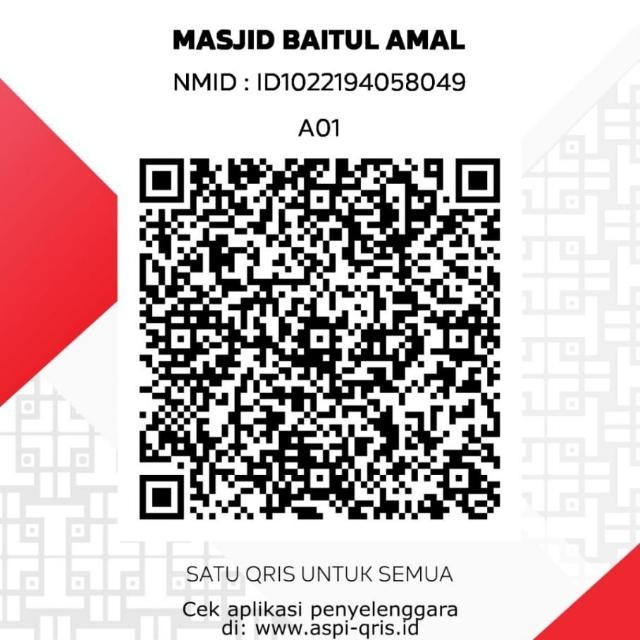 MASJID BAITUL AMAL
NMID : ID1022194058049
A01
SATU QRIS UNTUK SEMUA
Cek aplikasi penyelenggara
di: www.aspi-qris.id